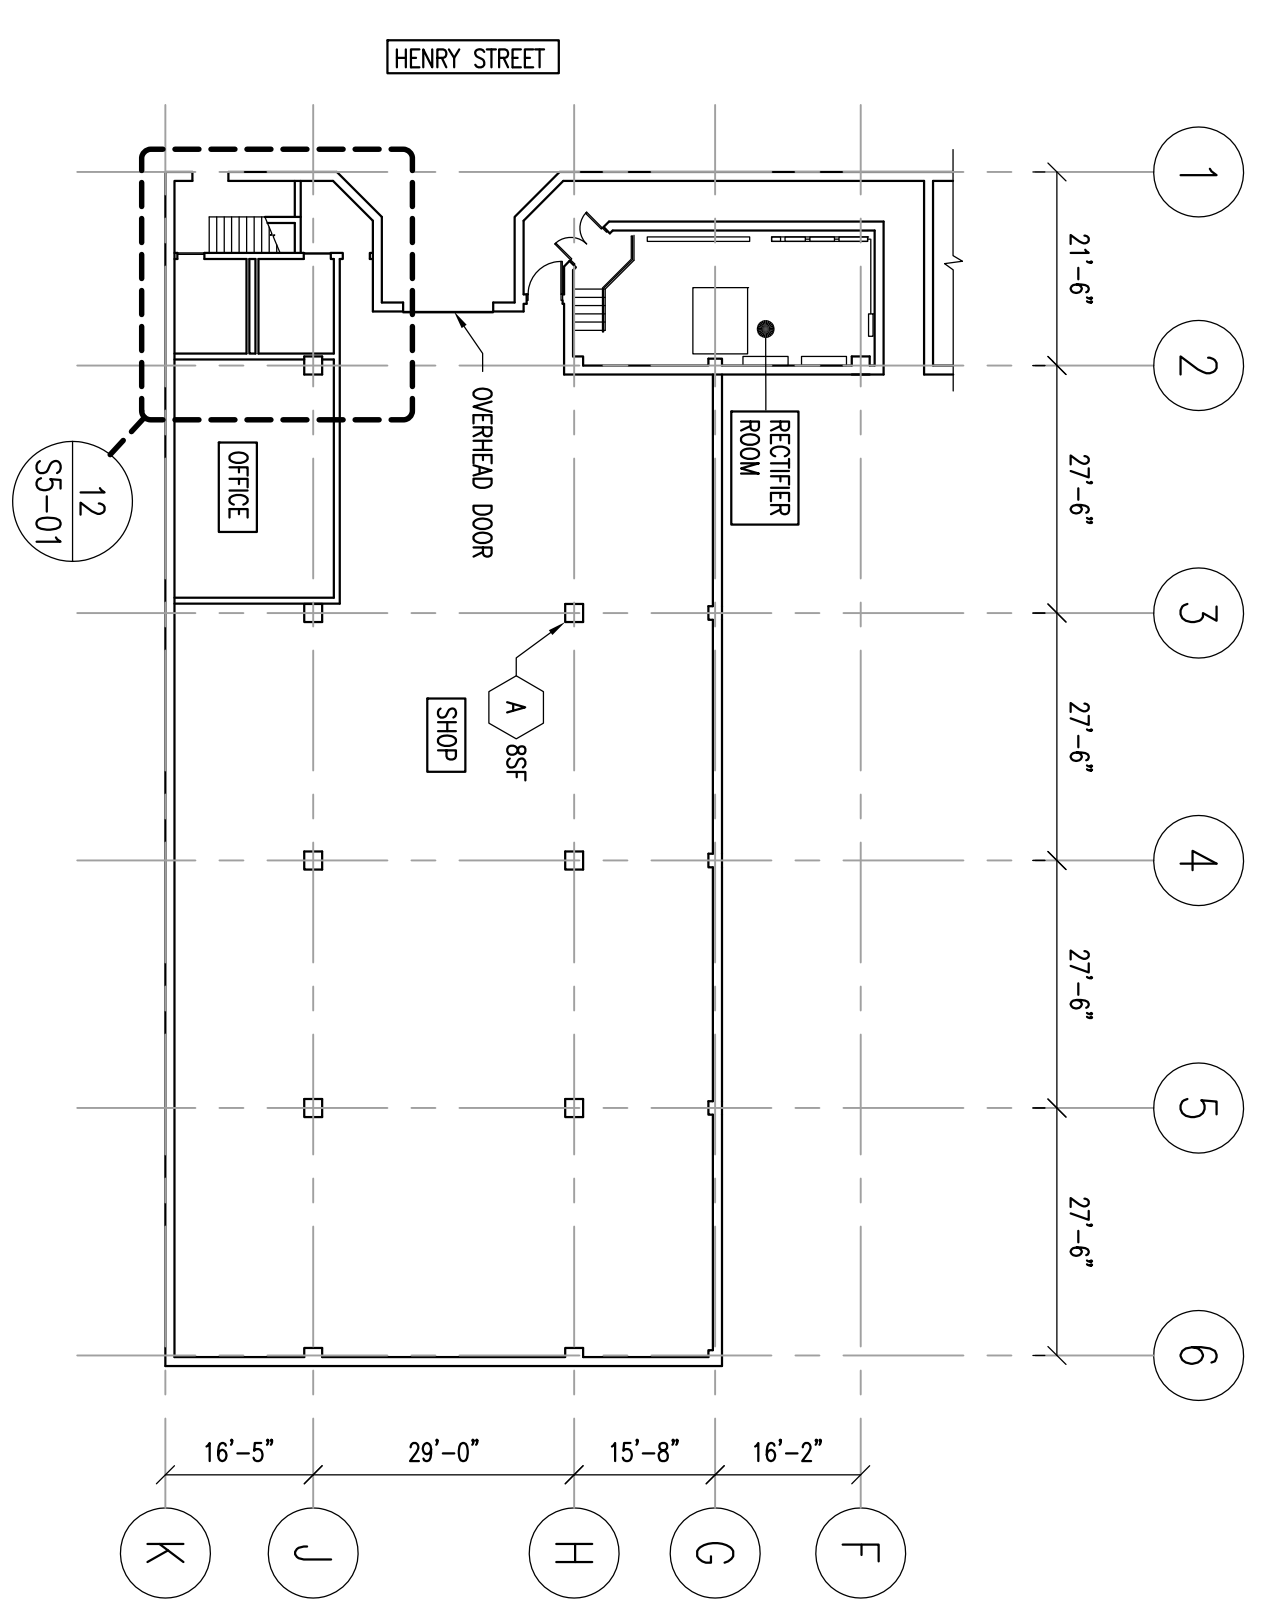 HENRY STREET
1
21'-6"
2
27'-6"
3
27'-6"
4
27'-6"
5
27'-6"
6
OVERHEAD DOOR
RECTIFIER
ROOM
OFFICE
12
S5-01
A
8SF
SHOP
16'-5"
29'-0"
15'-8"
16'-2"
K
J
H
G
F